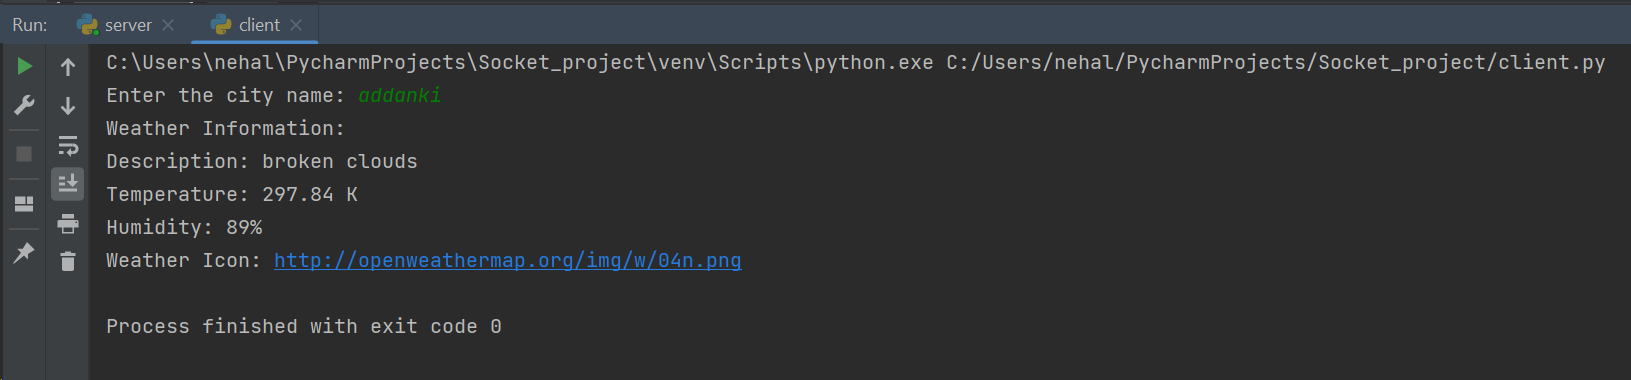 Run: server client
C:\Users\nehal\PycharmProjects\Socket_project\venv\Scripts\python.exe C:/Users/nehal/PycharmProjects/Socket_project/client.py
Enter the city name: addanki
Weather Information:
Description: broken clouds
Temperature: 297.84 K
Humidity: 89%
Weather Icon: http://openweathermap.org/img/w/04n.png
Process finished with exit code 0